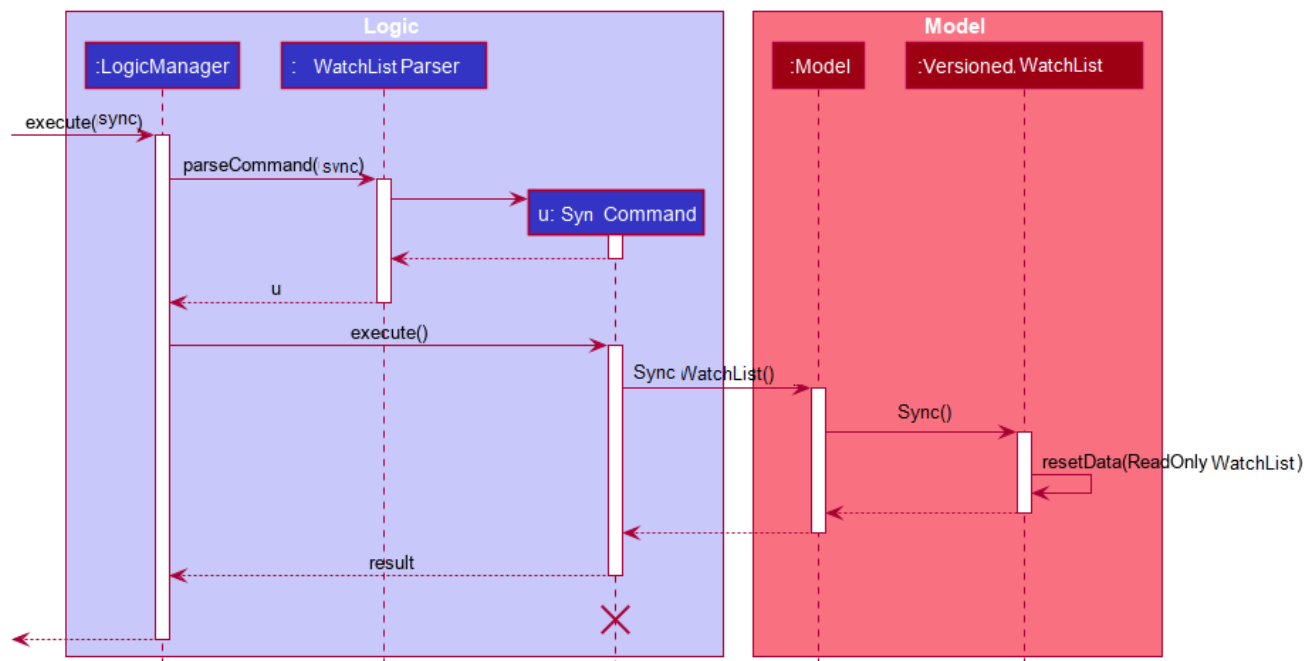 Logic
Model
:LogicManager
: WatchList Parser
:Model
:Versioned. WatchList
execute(sync)
parseCommand( sync)
u: Syn Command
u
execute()
Sync WatchList()
Sync()
resetData(ReadOnly WatchList)
result